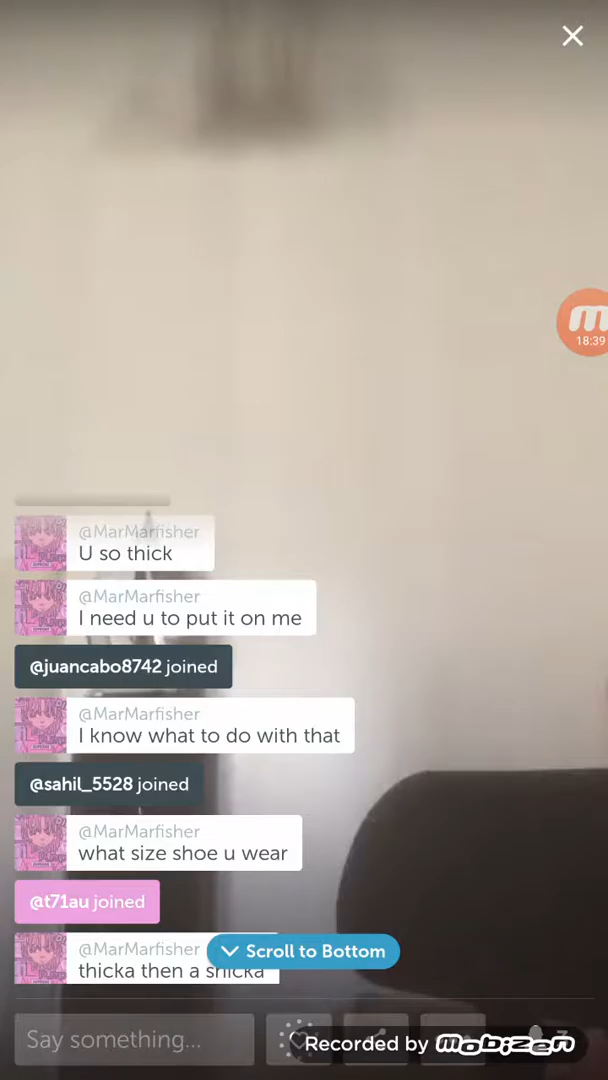 18:39
@MarMarfisher
U so thick
@MarMarfisher
I need u to put it on me
@juancabo8742 joined
@MarMarfisher
I know what to do with that
@sahil_5528 joined
@MarMarfisher
what size shoe u wear
@t71au joined
@MarMarfisher
Scroll to Bottom
thicka then a snicka
Say something...
Recorded by mobizen